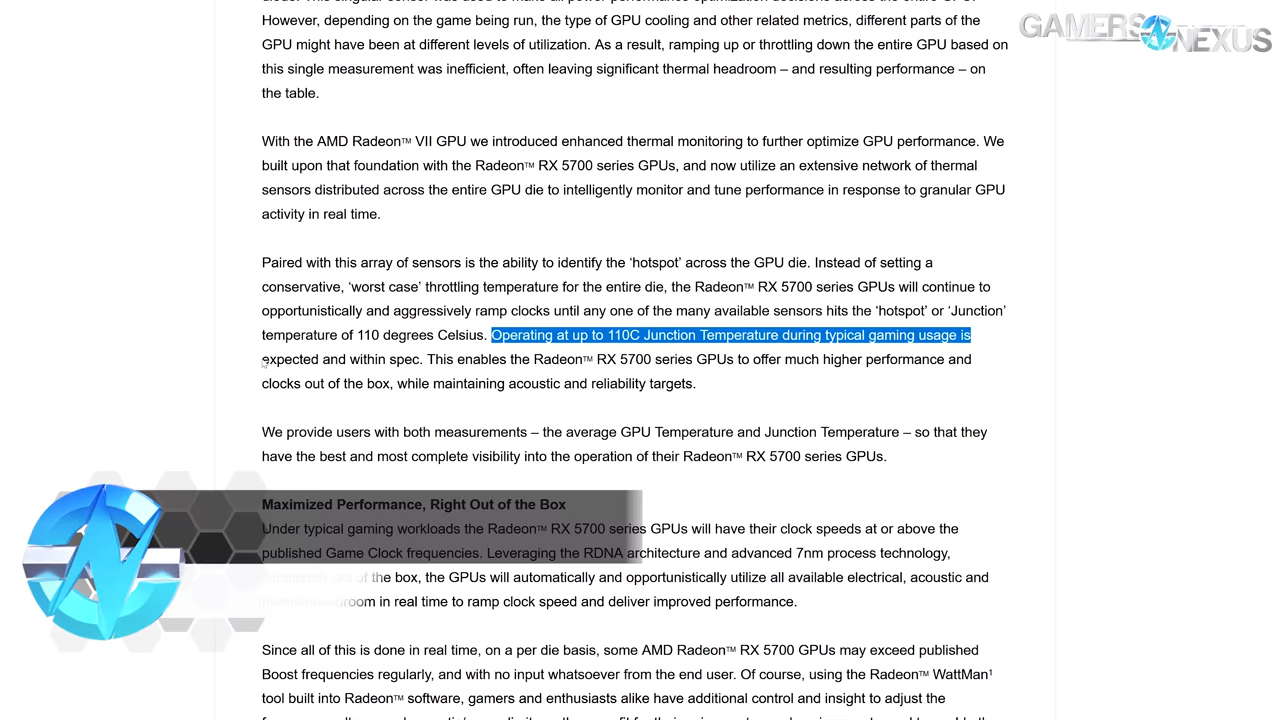 However, depending on the game being run, the type of GPU cooling and other related metrics, different parts of the
GPU might have been at different levels of utilization. As a result, ramping up or throttling down the entire GPU based on
this single measurement was inefficient, often leaving significant thermal headroom – and resulting performance – on
the table.
GAMERS
NEXUS
With the AMD Radeon™ VII GPU we introduced enhanced thermal monitoring to further optimize GPU performance. We
built upon that foundation with the Radeon™ RX 5700 series GPUs, and now utilize an extensive network of thermal
sensors distributed across the entire GPU die to intelligently monitor and tune performance in response to granular GPU
activity in real time.
Paired with this array of sensors is the ability to identify the ‘hotspot’ across the GPU die. Instead of setting a
conservative, ‘worst case’ throttling temperature for the entire die, the Radeon™ RX 5700 series GPUs will continue to
opportunistically and aggressively ramp clocks until any one of the many available sensors hits the ‘hotspot’ or ‘Junction’
temperature of 110 degrees Celsius. Operating at up to 110C Junction Temperature during typical gaming usage is
expected and within spec. This enables the Radeon™ RX 5700 series GPUs to offer much higher performance and
clocks out of the box, while maintaining acoustic and reliability targets.
We provide users with both measurements – the average GPU Temperature and Junction Temperature – so that they
have the best and most complete visibility into the operation of their Radeon™ RX 5700 series GPUs.
Maximized Performance, Right Out of the Box
Under typical gaming workloads the Radeon™ RX 5700 series GPUs will have their clock speeds at or above the
published Game Clock frequencies. Leveraging the RDNA architecture and advanced 7nm process technology,
of the box, the GPUs will automatically and opportunistically utilize all available electrical, acoustic and
in real time to ramp clock speed and deliver improved performance.
Since all of this is done in real time, on a per die basis, some AMD Radeon™ RX 5700 GPUs may exceed published
Boost frequencies regularly, and with no input whatsoever from the end user. Of course, using the Radeon™ WattMan¹
tool built into Radeon™ software, gamers and enthusiasts alike have additional control and insight to adjust the